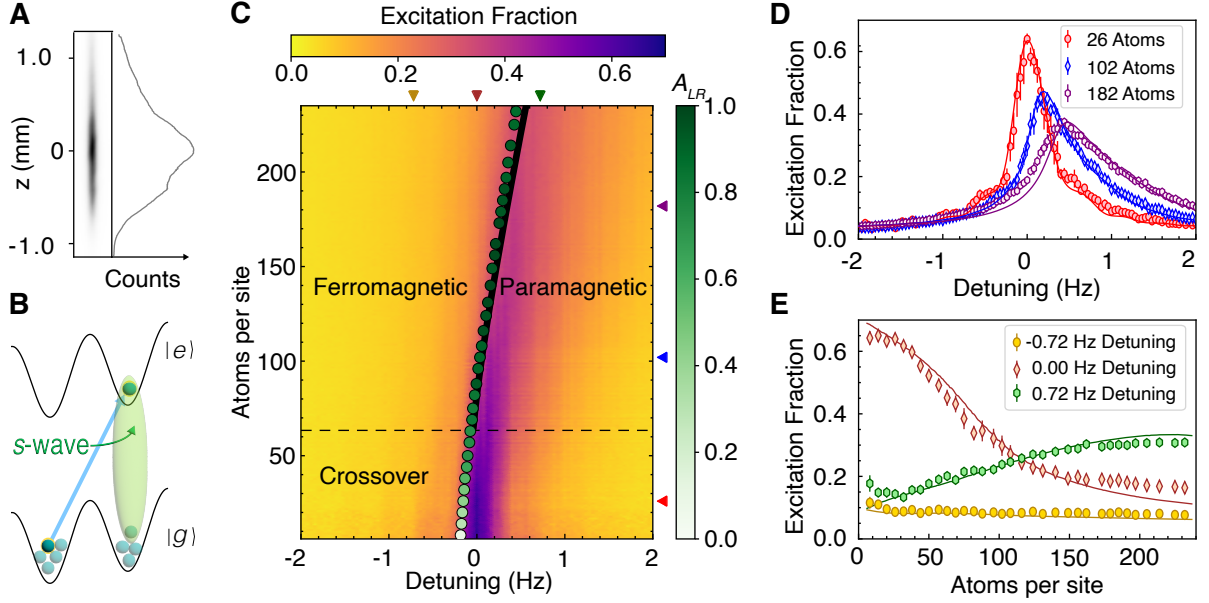 A
z (mm)
1.0
0
-1.0
Counts
B
|e⟩
s-wave
|g⟩
C
Excitation Fraction
0.0 0.2 0.4 0.6
A_LR
Atoms per site
200
150
100
50
Ferromagnetic
Paramagnetic
Crossover
-2 -1 0 1 2
Detuning (Hz)
1.0
0.8
0.6
0.4
0.2
0.0
D
Excitation Fraction
0.6
0.4
0.2
0.0
26 Atoms
102 Atoms
182 Atoms
-2 -1 0 1 2
Detuning (Hz)
E
Excitation Fraction
0.6
0.4
0.2
0.0
-0.72 Hz Detuning
0.00 Hz Detuning
0.72 Hz Detuning
0 50 100 150 200
Atoms per site